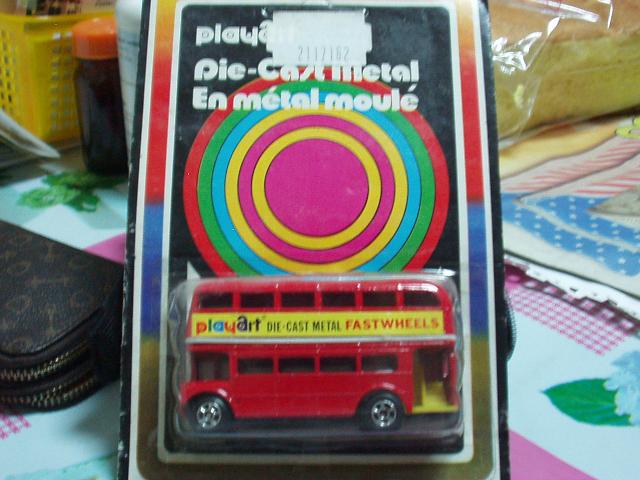 playart
2117162
Die-Cast metal
En métal moulé
playart DIE-CAST METAL FASTWHEELS